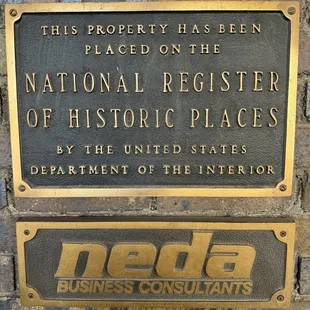 THIS PROPERTY HAS BEEN
PLACED ON THE
NATIONAL REGISTER
OF HISTORIC PLACES
BY THE UNITED STATES
DEPARTMENT OF THE INTERIOR
neda
BUSINESS CONSULTANTS